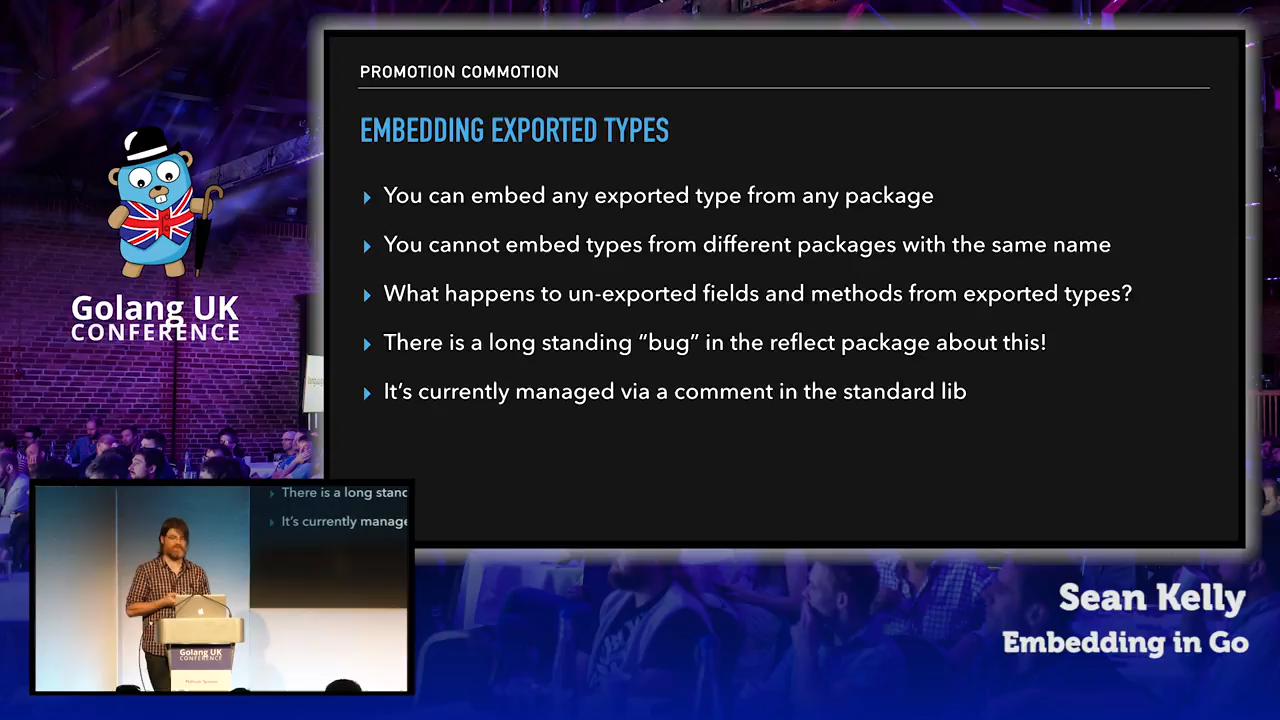 PROMOTION COMMOTION
EMBEDDING EXPORTED TYPES
You can embed any exported type from any package
You cannot embed types from different packages with the same name
What happens to un-exported fields and methods from exported types?
There is a long standing “bug” in the reflect package about this!
It’s currently managed via a comment in the standard lib
Golang UK
CONFERENCE
There is a long stanc
It’s currently manage
Golang UK
CONFERENCE
Sean Kelly
Embedding in Go